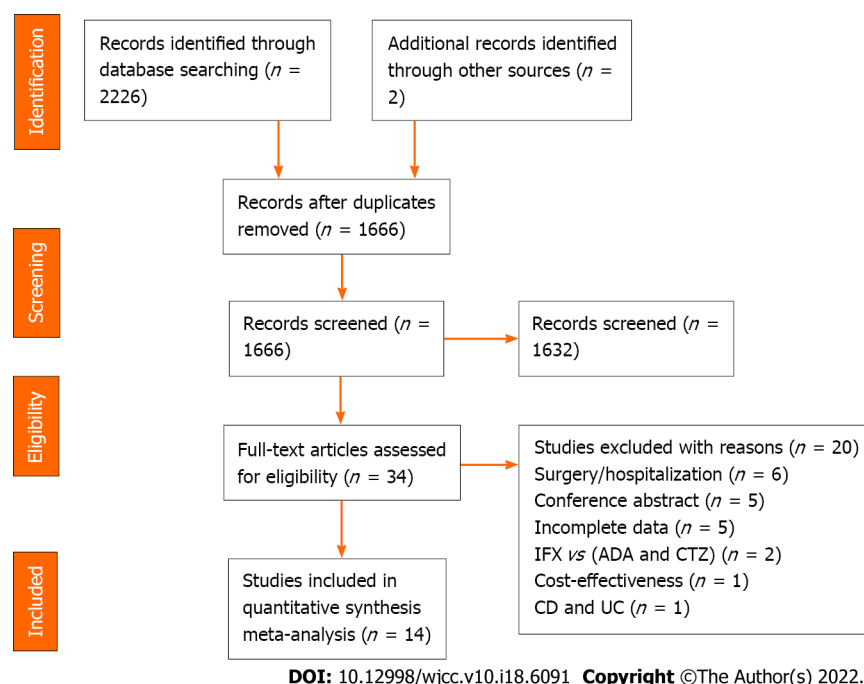 Identification
Records identified through
database searching (n =
2226)
Additional records identified
through other sources (n =
2)
Records after duplicates
removed (n = 1666)
Screening
Records screened (n =
1666)
Records screened (n =
1632)
Eligibility
Full-text articles assessed
for eligibility (n = 34)
Studies excluded with reasons (n = 20)
Surgery/hospitalization (n = 6)
Conference abstract (n = 5)
Incomplete data (n = 5)
IFX vs (ADA and CTZ) (n = 2)
Cost-effectiveness (n = 1)
CD and UC (n = 1)
Included
Studies included in
quantitative synthesis
meta-analysis (n = 14)
DOI: 10.12998/wjcc.v10.i18.6091 Copyright ©The Author(s) 2022.